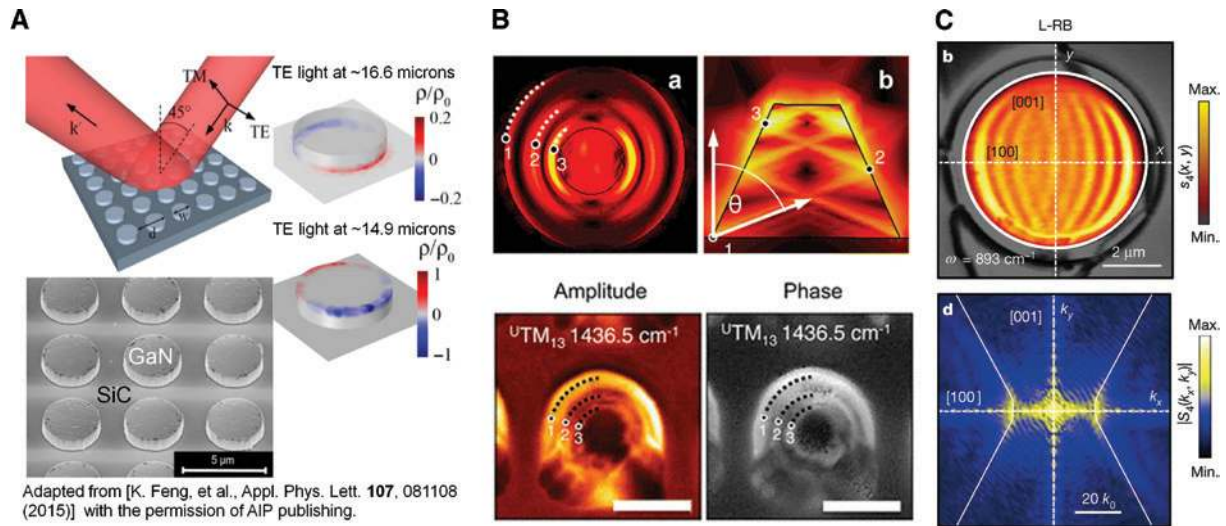 A
TM
45°
k'
k
TE
d
w
TE light at ~16.6 microns
ρ/ρ₀
0.2
0
-0.2
TE light at ~14.9 microns
ρ/ρ₀
1
0
-1
GaN
SiC
5 µm
Adapted from [K. Feng, et al., Appl. Phys. Lett. 107, 081108
(2015)] with the permission of AIP publishing.
B
a
1 2 3
b
3
2
θ
1
Amplitude
ᵁTM₁₃ 1436.5 cm⁻¹
1 2 3
Phase
ᵁTM₁₃ 1436.5 cm⁻¹
1 2 3
C
L-RB
b
y
[001]
[100]
x
ω = 893 cm⁻¹
2 µm
Max.
s₄(x, y)
Min.
d
[001]
k_y
[100]
k_x
20 k₀
Max.
|S₄(k_x, k_y)|
Min.